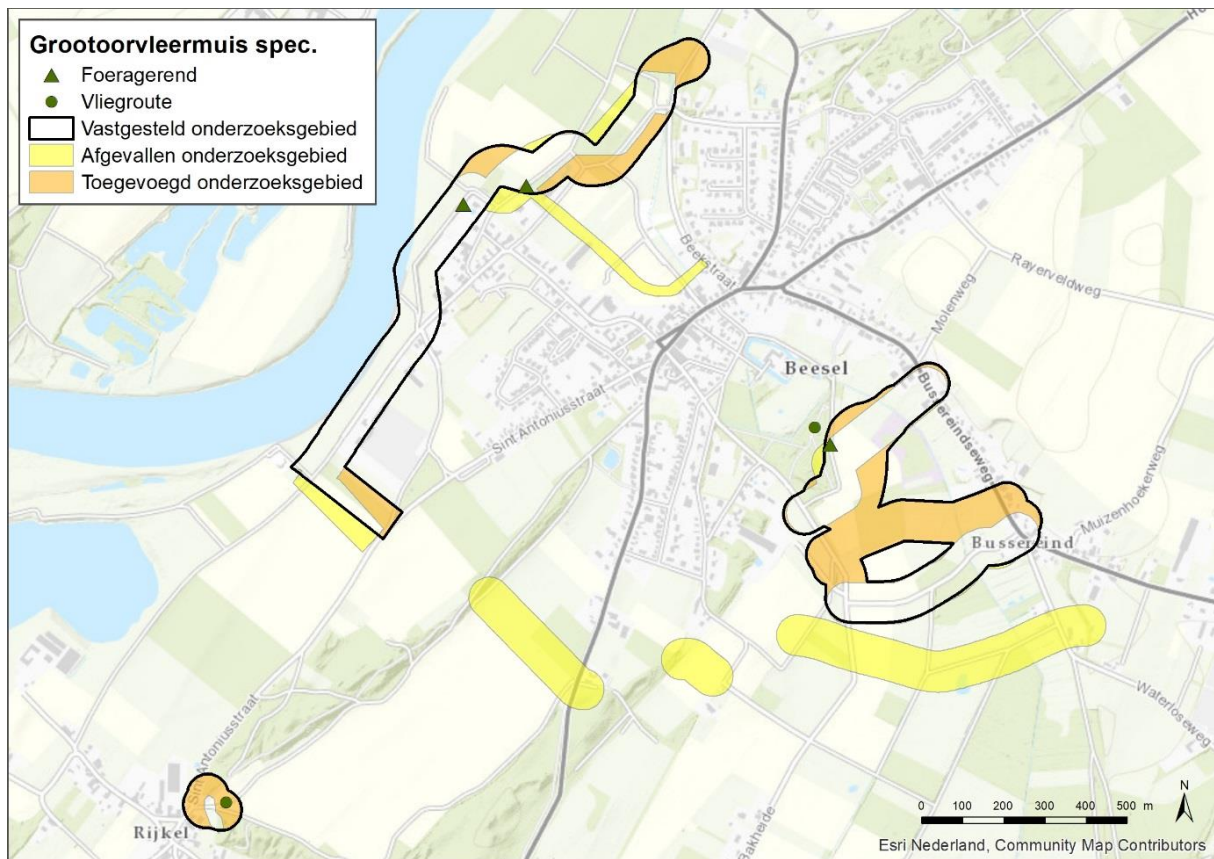 Grootoorvleermuis spec.
Foeragerend
Vliegroute
Vastgesteld onderzoeksgebied
Afgevallen onderzoeksgebied
Toegevoegd onderzoeksgebied
Beekstraat
Rayerveldweg
Molenweg
Beesel
Sint Antoniusstraat
Bussereindseweg
Muizenhoekerweg
Bussereind
Waterloseweg
Sint Antoniusstraat
Rijkel
Bakheide
N
0 100 200 300 400 500 m
Esri Nederland, Community Map Contributors